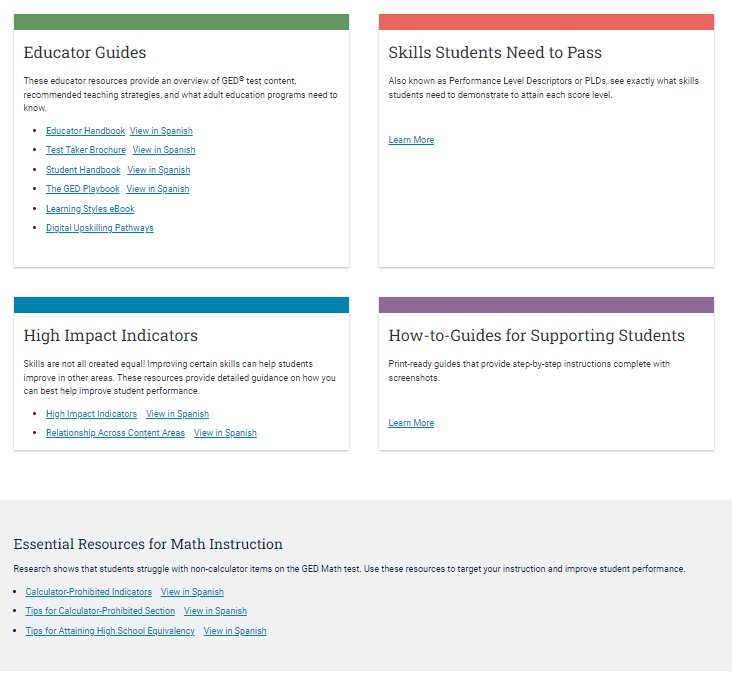 Educator Guides
These educator resources provide an overview of GED® test content,
recommended teaching strategies, and what adult education programs need to
know.
• Educator Handbook View in Spanish
• Test Taker Brochure View in Spanish
• Student Handbook View in Spanish
• The GED Playbook View in Spanish
• Learning Styles eBook
• Digital Upskilling Pathways
Skills Students Need to Pass
Also known as Performance Level Descriptors or PLDs, see exactly what skills
students need to demonstrate to attain each score level.
Learn More
High Impact Indicators
Skills are not all created equal! Improving certain skills can help students
improve in other areas. These resources provide detailed guidance on how you
can best help improve student performance.
• High Impact Indicators View in Spanish
• Relationship Across Content Areas View in Spanish
How-to-Guides for Supporting Students
Print-ready guides that provide step-by-step instructions complete with
screenshots.
Learn More
Essential Resources for Math Instruction
Research shows that students struggle with non-calculator items on the GED Math test. Use these resources to target your instruction and improve student performance.
• Calculator-Prohibited Indicators View in Spanish
• Tips for Calculator-Prohibited Section View in Spanish
• Tips for Attaining High School Equivalency View in Spanish